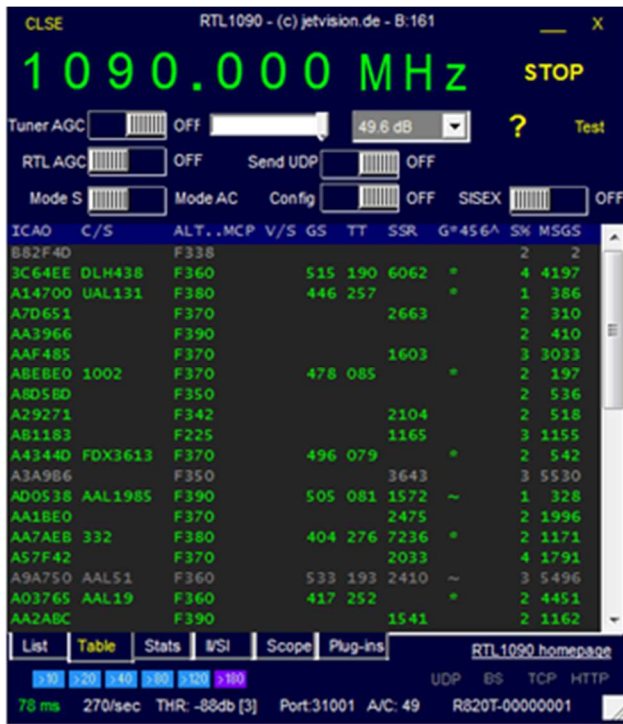 CLSE RTL1090 - (c) jetvision.de - B:161 __ X
1090.000 MHz STOP
Tuner AGC OFF 49.6 dB ? Test
RTL AGC OFF Send UDP OFF
Mode S Mode AC Config OFF SISEX OFF
ICAO C/S ALT..MCP V/S GS TT SSR G*456^ S% MSGS
B82F4D F338 2 2
3C64EE DLH438 F360 515 190 6062 * 4 4197
A14700 UAL131 F380 446 257 * 1 386
A7D651 F370 2663 2 310
AA3966 F390 2 410
AAF485 F370 1603 3 3033
ABEBE0 1002 F370 478 085 * 2 197
A8D5BD F350 2 536
A29271 F342 2104 2 518
AB1183 F225 1165 3 1155
A4344D FDX3613 F370 496 079 * 2 542
A3A9B6 F350 3643 3 5530
AD0538 AAL1985 F390 505 081 1572 ~ 1 328
AA1BE0 F370 2475 2 1996
AA7AEB 332 F380 404 276 7236 * 2 1171
A57F42 F370 2033 4 1791
A9A750 AAL51 F360 533 193 2410 ~ 3 5496
A03765 AAL19 F360 417 252 * 2 4451
AA2ABC F390 1541 2 1162
List Table Stats I/SI Scope Plug-ins RTL1090 homepage
>10 >20 >40 >80 >120 >180 UDP BS TCP HTTP
78 ms 270/sec THR: -88db [3] Port:31001 A/C: 49 R820T-00000001